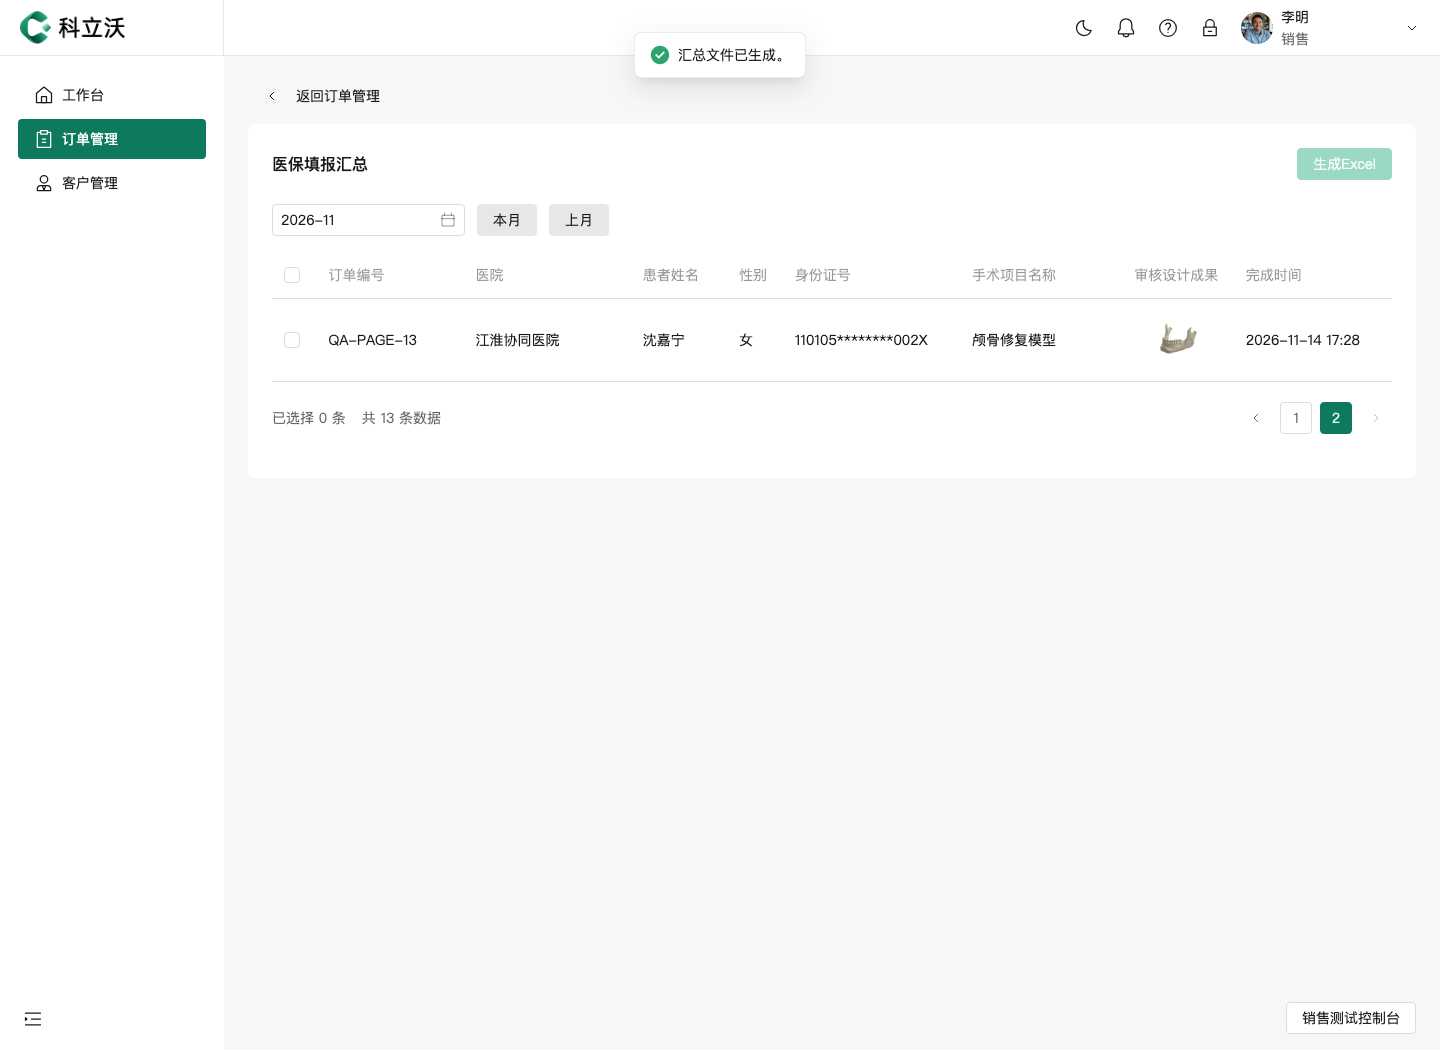 科立沃
李明
销售
汇总文件已生成。
工作台
订单管理
客户管理
返回订单管理
医保填报汇总
生成Excel
2026-11
本月
上月
订单编号 医院 患者姓名 性别 身份证号 手术项目名称 审核设计成果 完成时间
QA-PAGE-13 江淮协同医院 沈嘉宁 女 110105********002X 颅骨修复模型 2026-11-14 17:28
已选择 0 条 共 13 条数据
1 2
销售测试控制台